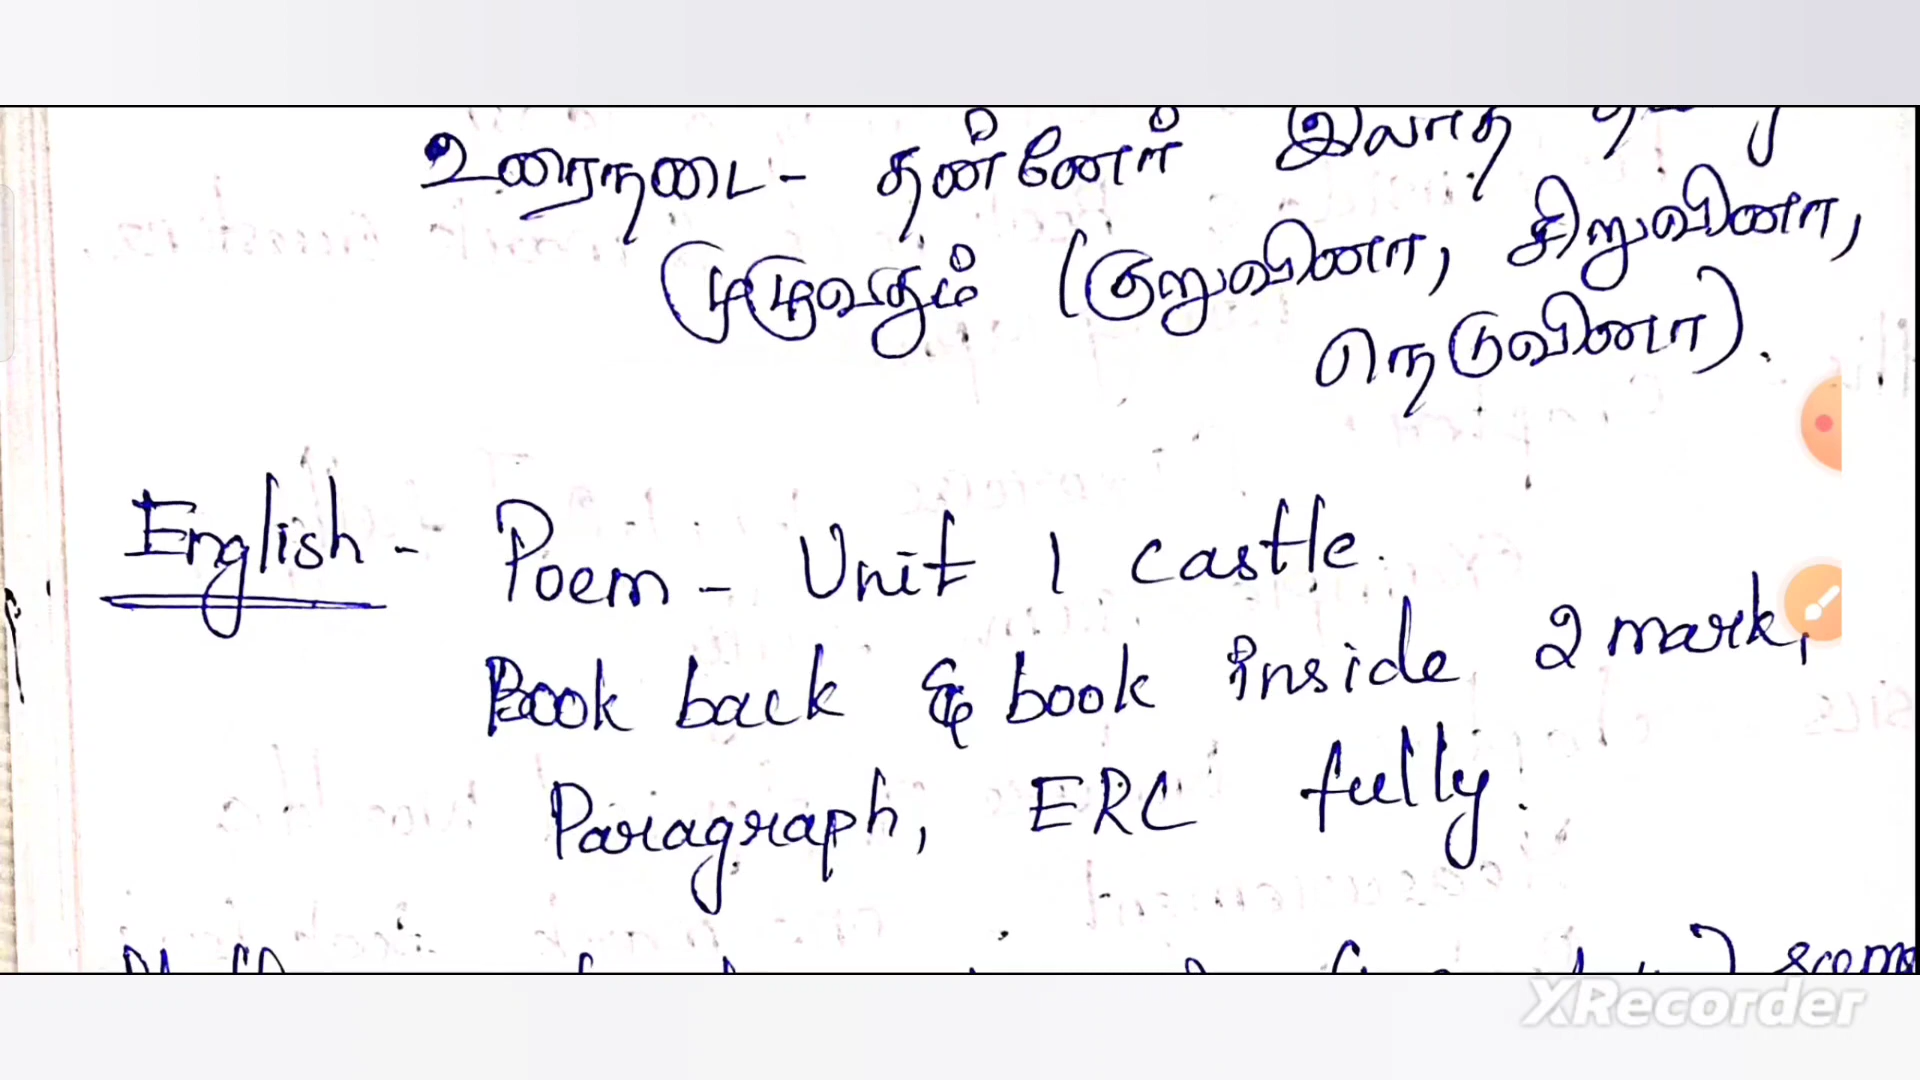 உரைநடை - தன்னேர் இலாத
முழுவதும் (குறுவினா, சிறுவினா,
நெடுவினா).
English - Poem - Unit 1 castle.
Book back & book inside 2 mark,
Paragraph, ERC fully.
XRecorder